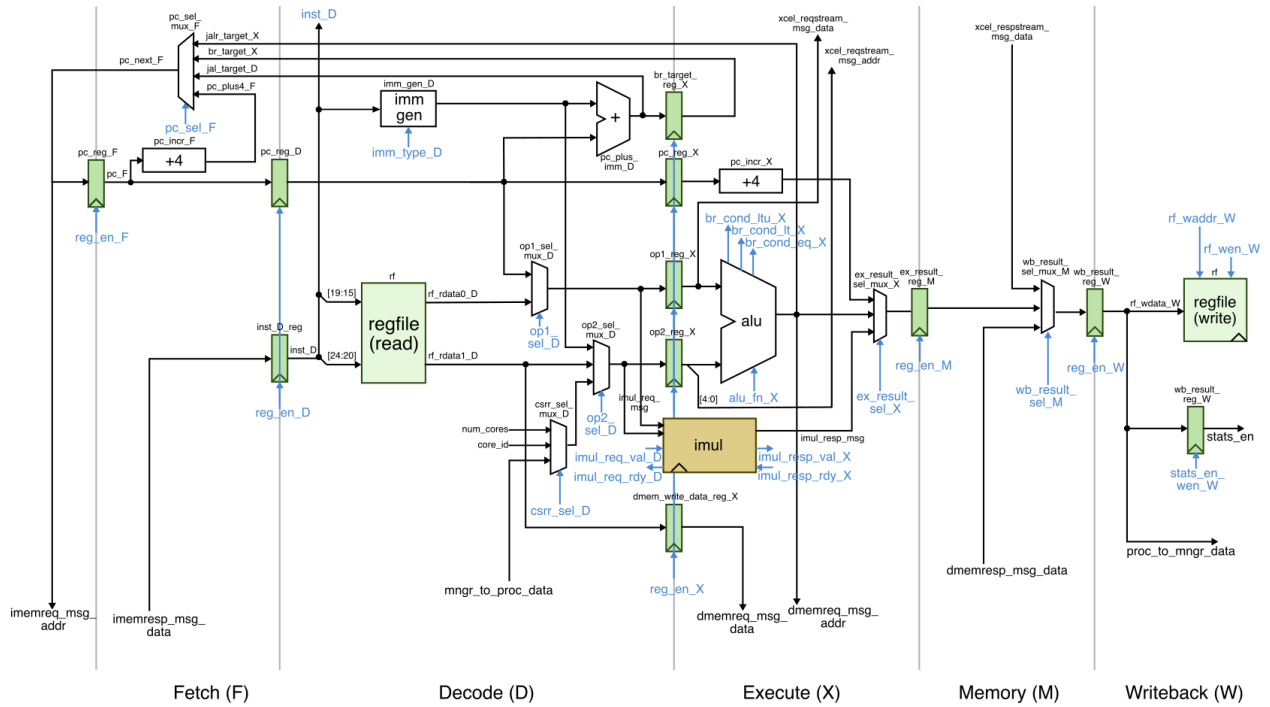 inst_D
pc_sel_
mux_F
jalr_target_X
br_target_X
jal_target_D
pc_plus4_F
pc_next_F
pc_sel_F
pc_reg_F
pc_F
pc_incr_F
+4
reg_en_F
pc_reg_D
imm_gen_D
imm
gen
imm_type_D
+
pc_plus_
imm_D
br_target_
reg_X
pc_reg_X
pc_incr_X
+4
xcel_reqstream_
msg_data
xcel_reqstream_
msg_addr
xcel_respstream_
msg_data
br_cond_ltu_X
br_cond_lt_X
br_cond_eq_X
rf
[19:15]
[24:20]
regfile
(read)
rf_rdata0_D
rf_rdata1_D
op1_sel_
mux_D
op1_
sel_D
op2_sel_
mux_D
op2_
sel_D
op1_reg_X
op2_reg_X
alu
alu_fn_X
[4:0]
ex_result_
sel_mux_X
ex_result_
sel_X
ex_result_
reg_M
reg_en_M
wb_result_
sel_mux_M
wb_result_
sel_M
wb_result_
reg_W
reg_en_W
rf_waddr_W
rf_wen_W
rf
rf_wdata_W
regfile
(write)
wb_result_
reg_W
stats_en
stats_en_
wen_W
proc_to_mngr_data
inst_D_reg
inst_D
reg_en_D
csrr_sel_
mux_D
num_cores
core_id
csrr_sel_D
mngr_to_proc_data
imul_req_
msg
imul
imul_req_val_D
imul_req_rdy_D
imul_resp_msg
imul_resp_val_X
imul_resp_rdy_X
dmem_write_data_reg_X
reg_en_X
dmemreq_msg_
data
dmemreq_msg_
addr
dmemresp_msg_data
imemreq_msg_
addr
imemresp_msg_
data
Fetch (F)
Decode (D)
Execute (X)
Memory (M)
Writeback (W)